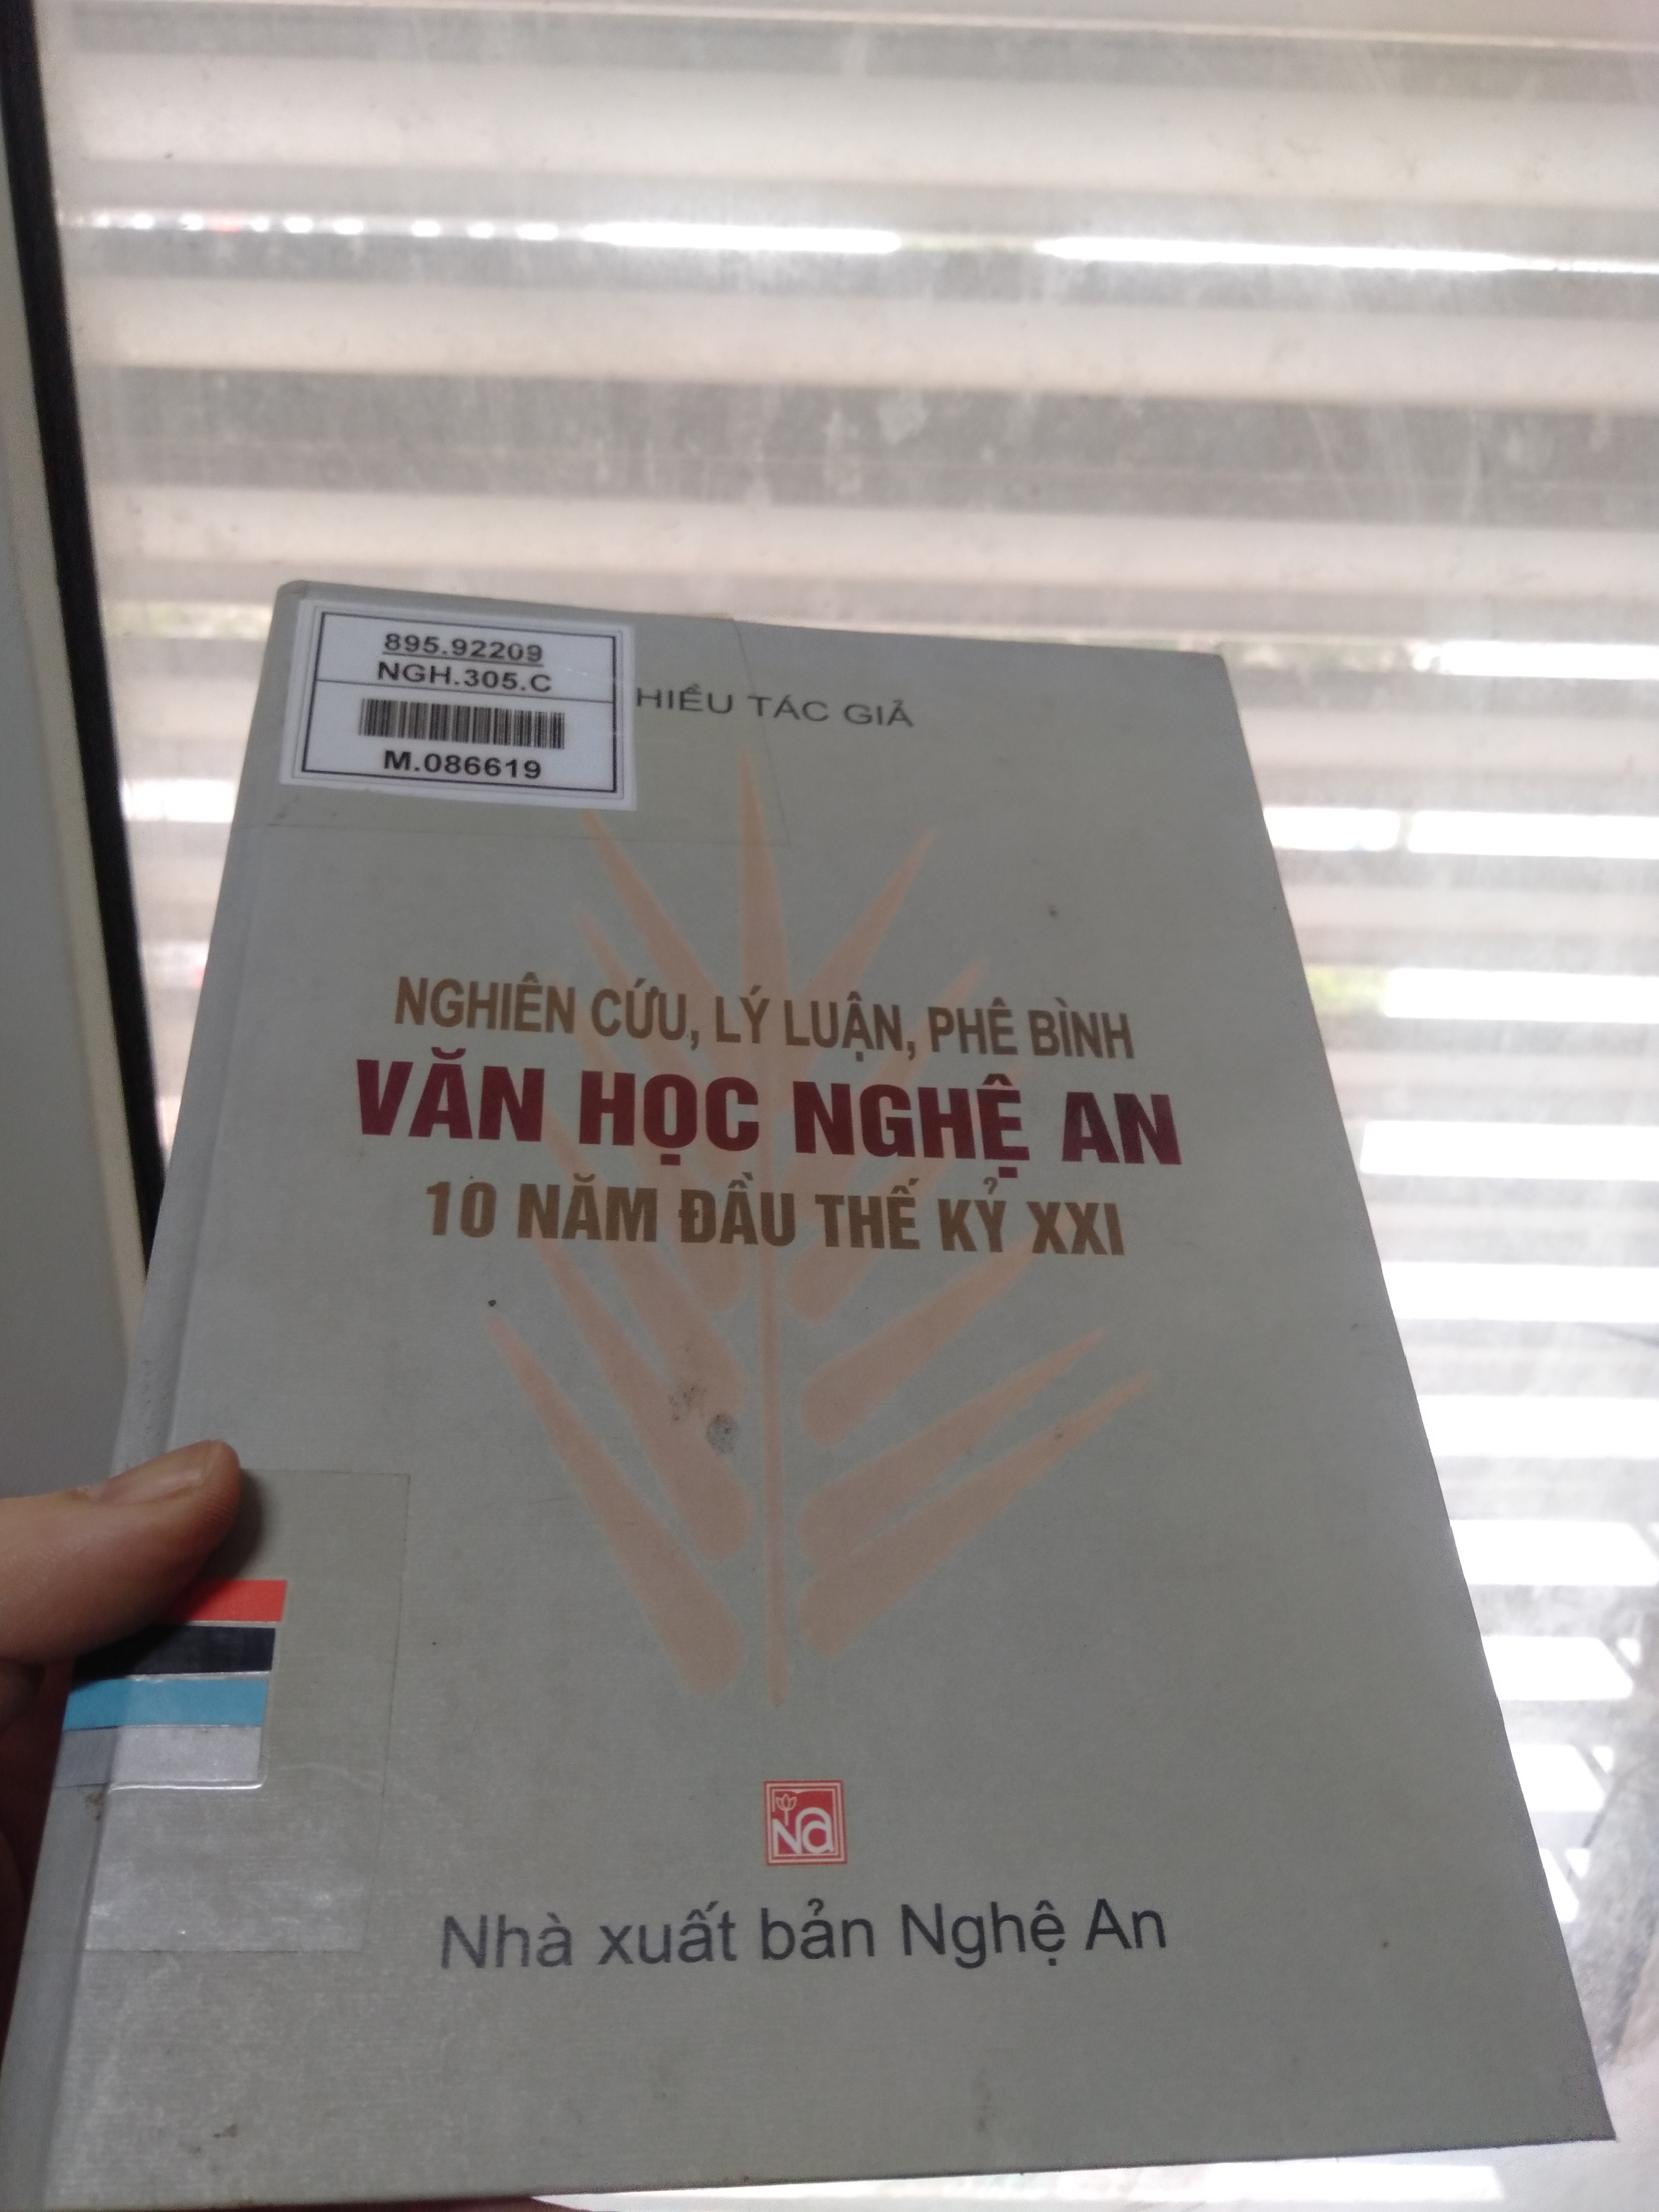 895.92209
NGH.305.C
M.086619
HIỀU TÁC GIẢ
NGHIÊN CỨU, LÝ LUẬN, PHÊ BÌNH
VĂN HỌC NGHỆ AN
10 NĂM ĐẦU THẾ KỶ XXI
Na
Nhà xuất bản Nghệ An